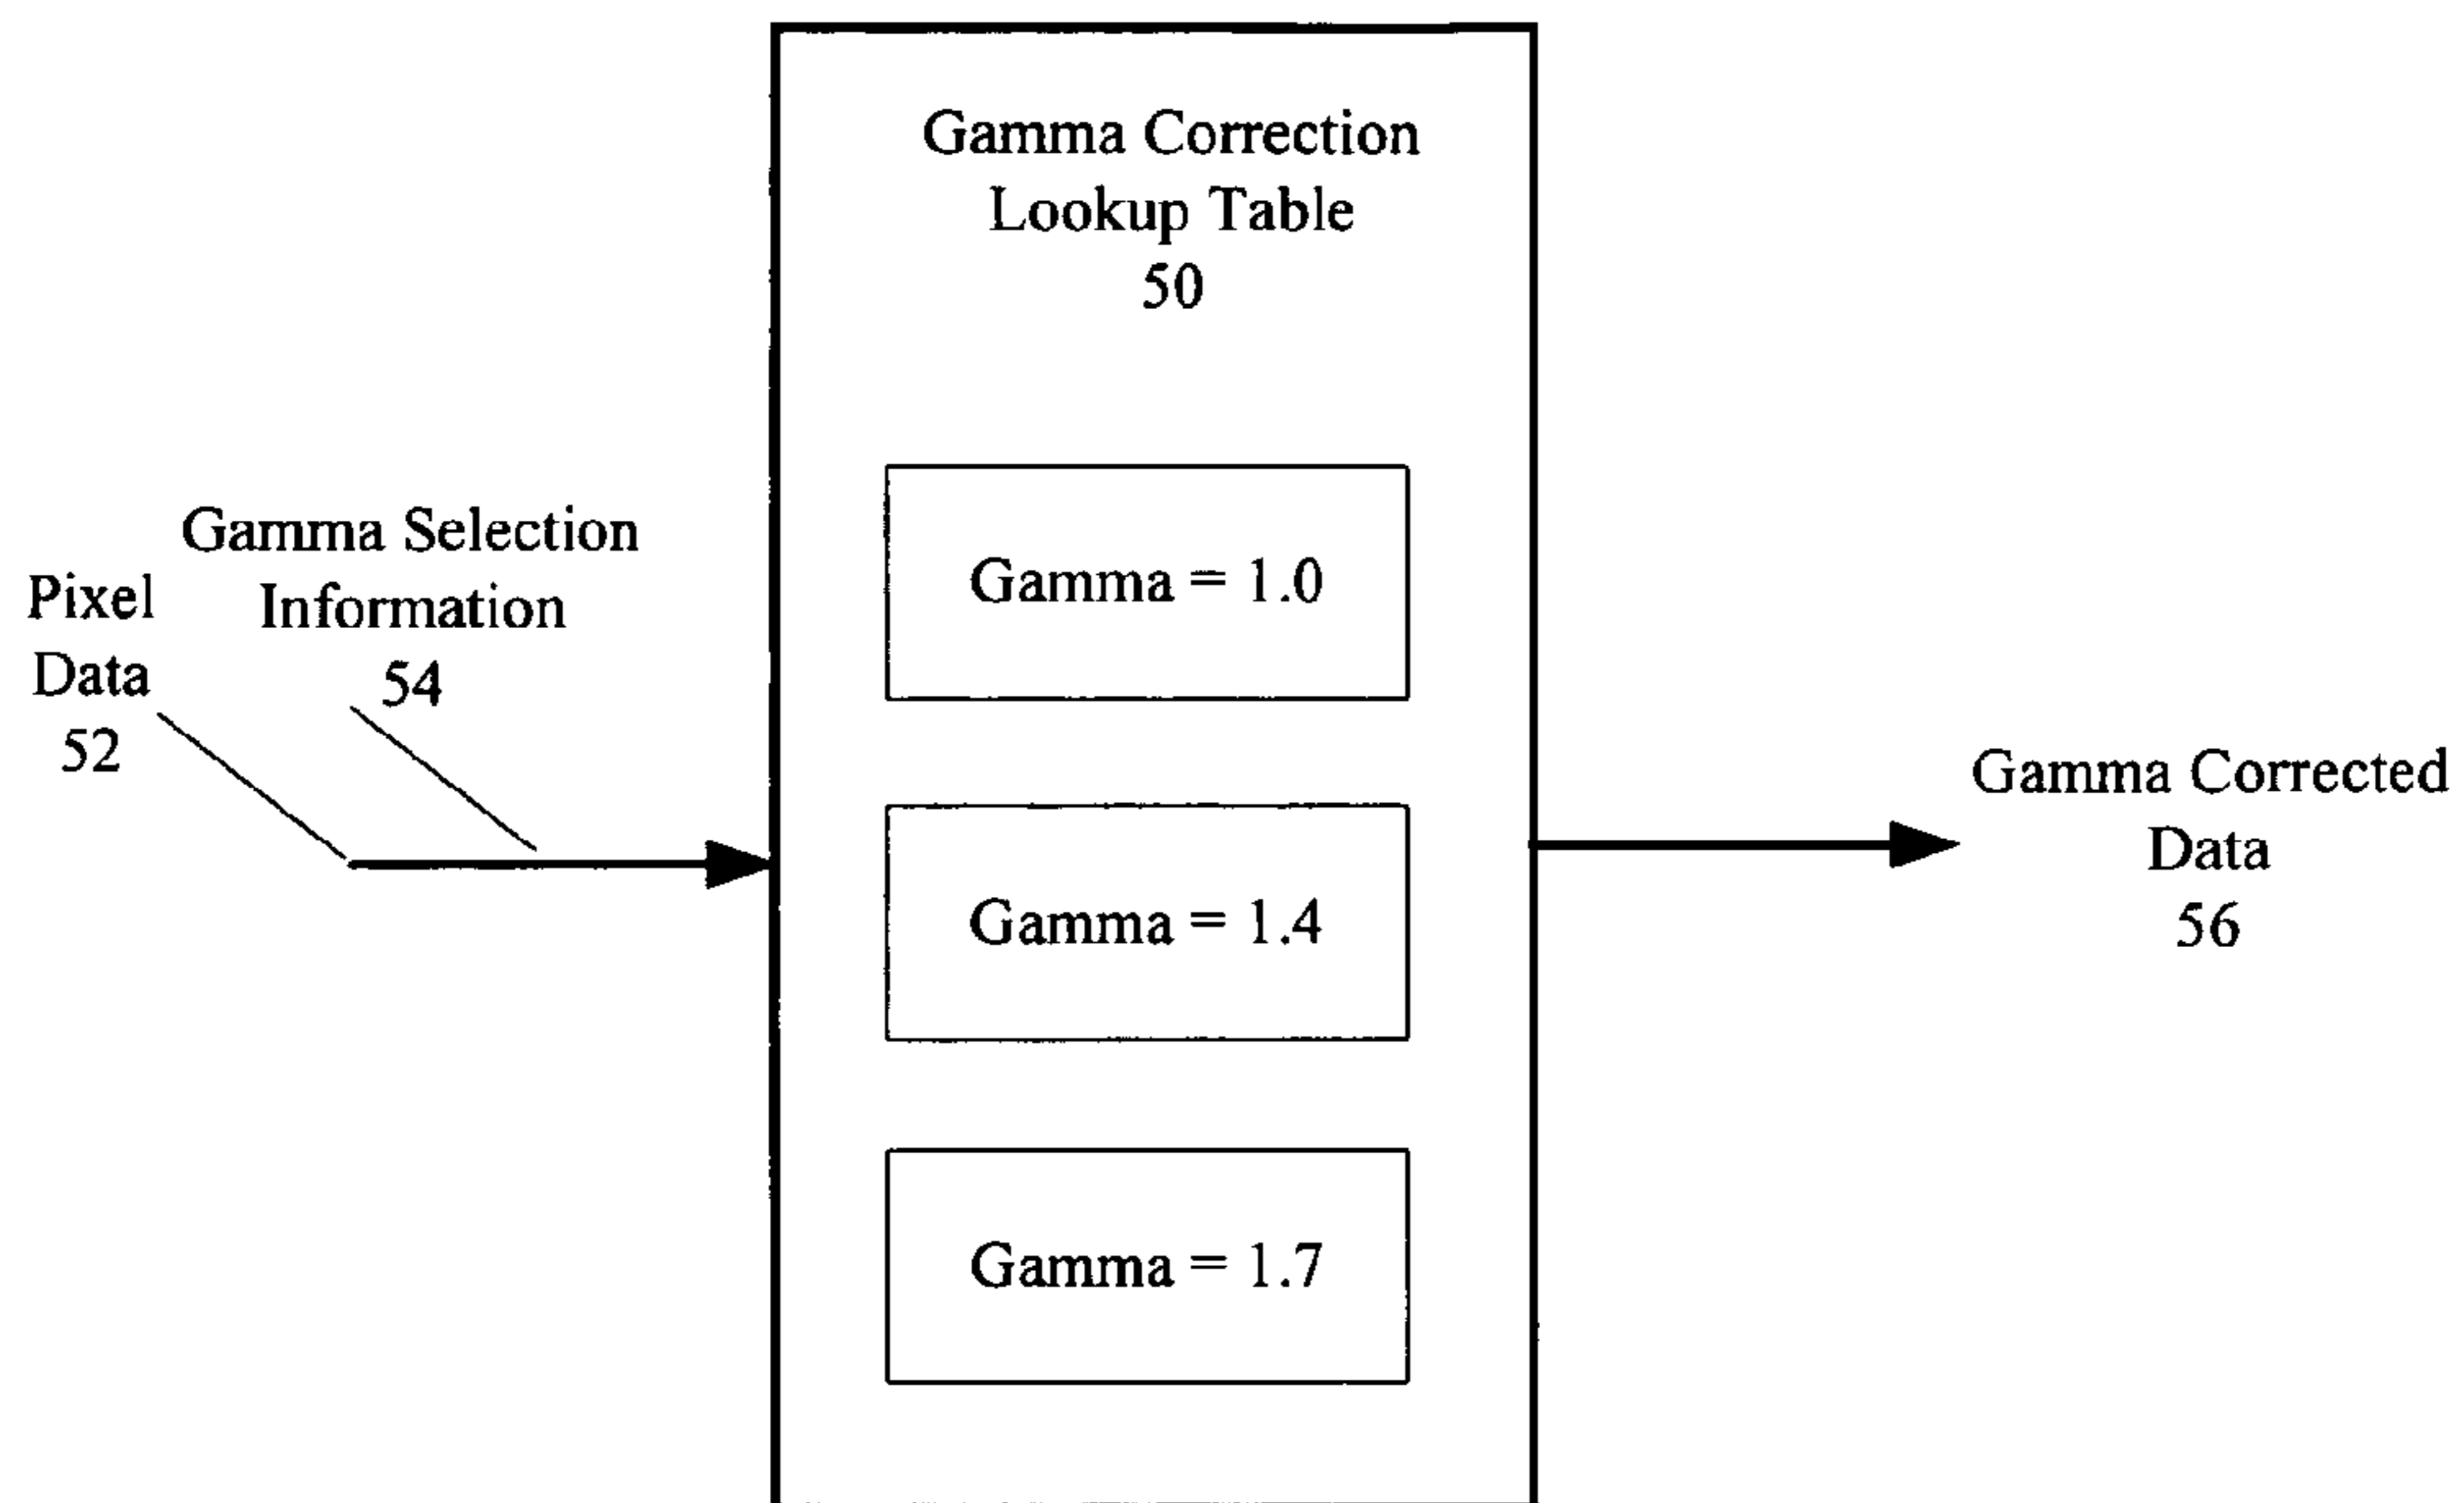 Gamma Correction
Lookup Table
50
Gamma Selection
Information
54
Pixel
Data
52
Gamma = 1.0
Gamma = 1.4
Gamma = 1.7
Gamma Corrected
Data
56